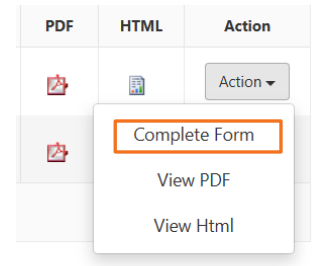 PDF HTML Action
Action
Complete Form
View PDF
View Html